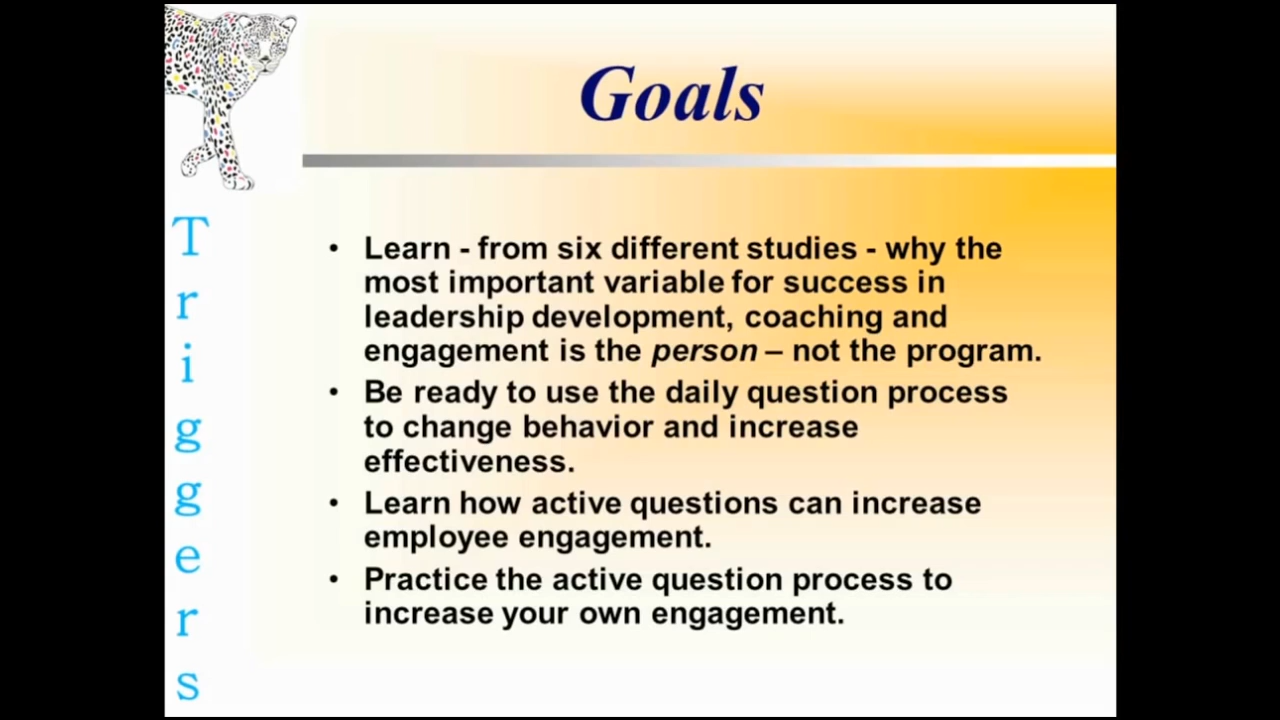 Goals
Triggers
• Learn - from six different studies - why the
most important variable for success in
leadership development, coaching and
engagement is the person – not the program.
• Be ready to use the daily question process
to change behavior and increase
effectiveness.
• Learn how active questions can increase
employee engagement.
• Practice the active question process to
increase your own engagement.